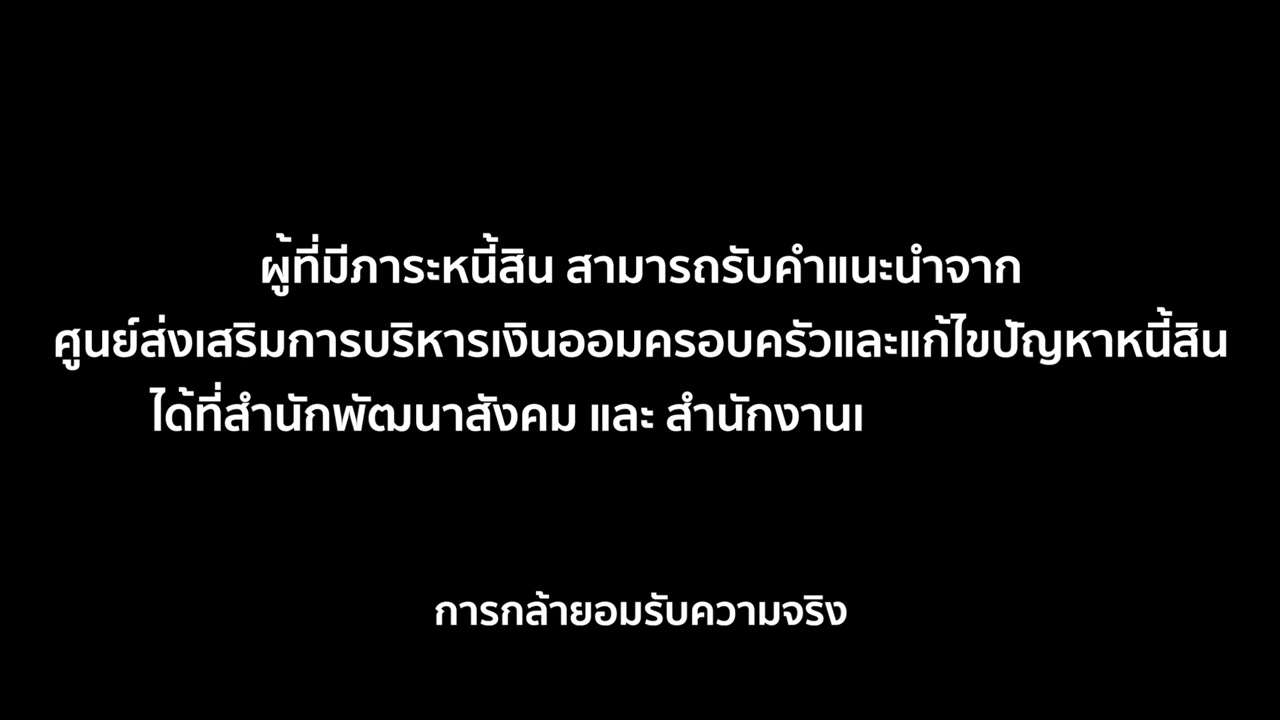 ผู้ที่มีภาระหนี้สิน สามารถรับคำแนะนำจาก
ศูนย์ส่งเสริมการบริหารเงินออมครอบครัวและแก้ไขปัญหาหนี้สิน
ได้ที่สำนักพัฒนาสังคม และ สำนักงานเ
การกล้ายอมรับความจริง